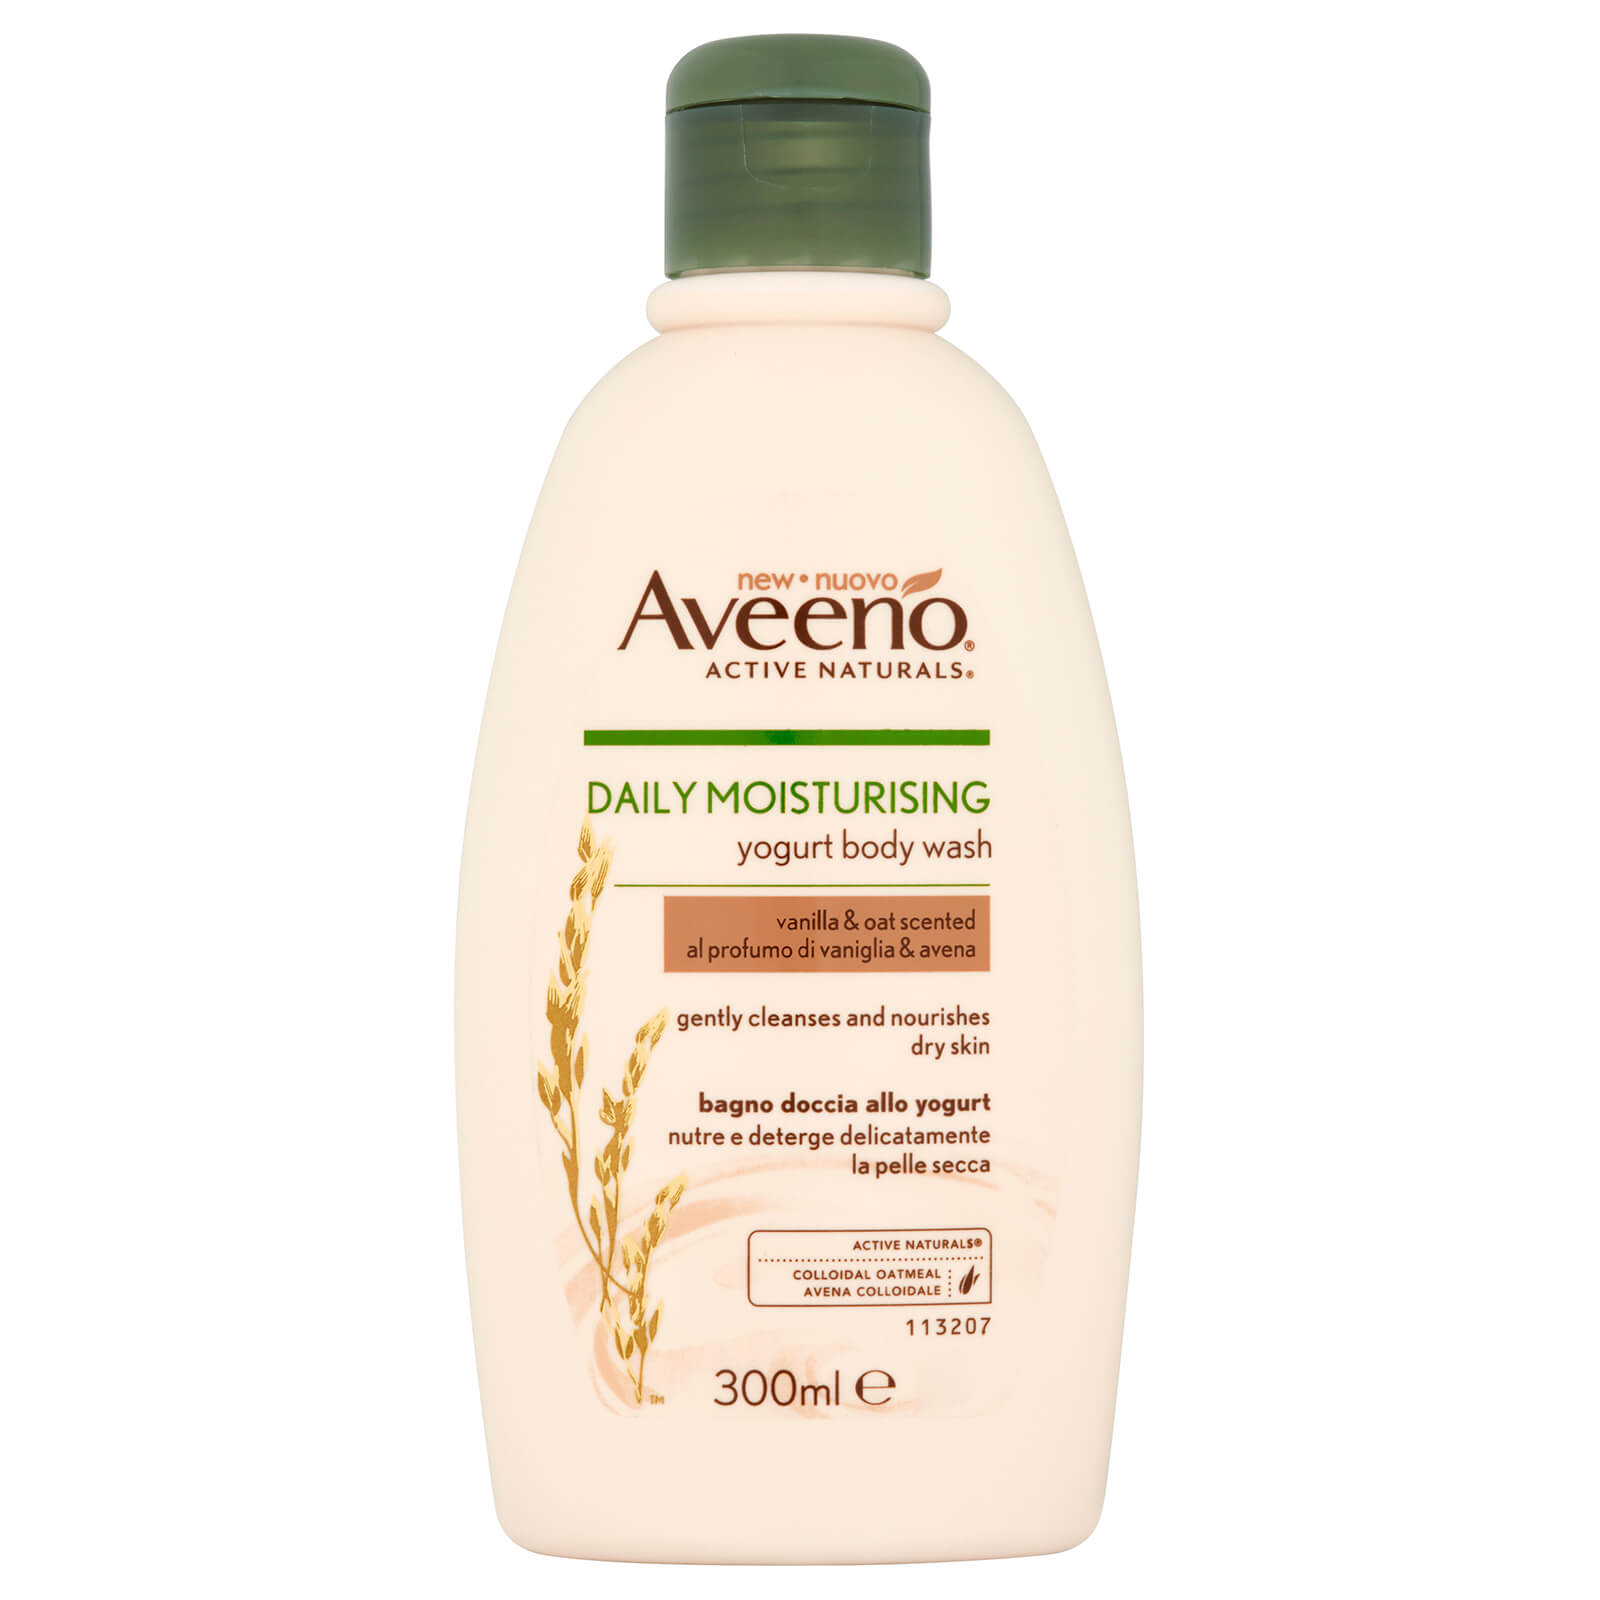 new • nuovo
Aveeno®
ACTIVE NATURALS®
DAILY MOISTURISING
yogurt body wash
vanilla & oat scented
al profumo di vaniglia & avena
gently cleanses and nourishes
dry skin
bagno doccia allo yogurt
nutre e deterge delicatamente
la pelle secca
ACTIVE NATURALS®
COLLOIDAL OATMEAL
AVENA COLLOIDALE
113207
™
300ml ℮